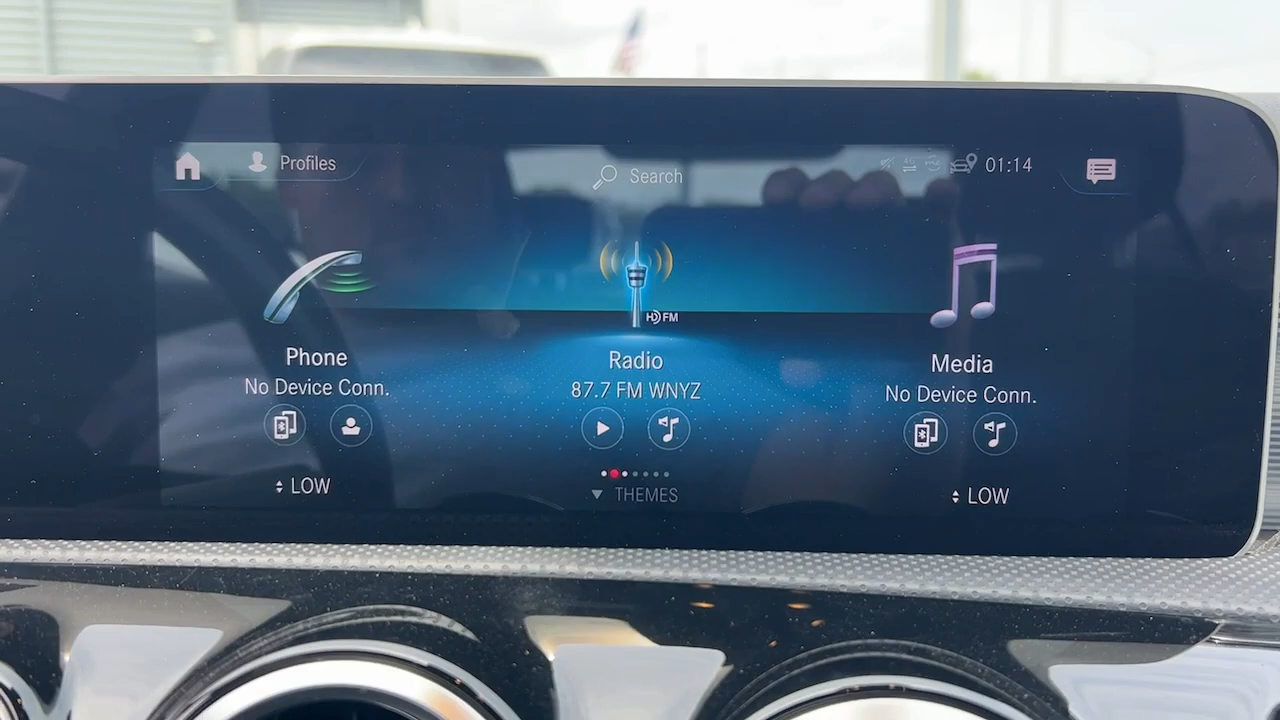 Profiles
Search
01:14
HD FM
Phone
No Device Conn.
Radio
87.7 FM WNYZ
Media
No Device Conn.
LOW
THEMES
LOW